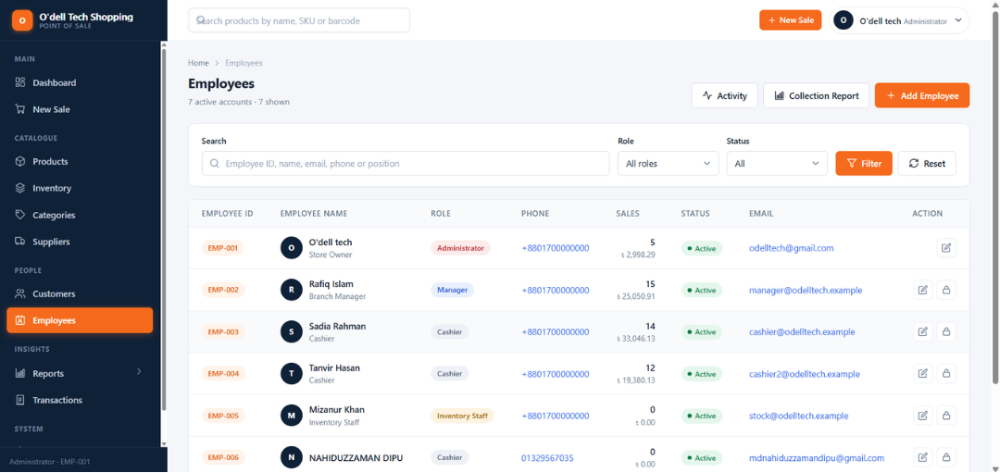 O'dell Tech Shopping
POINT OF SALE
Search products by name, SKU or barcode
+ New Sale
O O'dell tech Administrator
MAIN
Dashboard
New Sale
CATALOGUE
Products
Inventory
Categories
Suppliers
PEOPLE
Customers
Employees
INSIGHTS
Reports
Transactions
SYSTEM
Administrator · EMP-001
Home > Employees
Employees
7 active accounts · 7 shown
Activity
Collection Report
+ Add Employee
Search
Employee ID, name, email, phone or position
Role
All roles
Status
All
Filter
Reset
EMPLOYEE ID EMPLOYEE NAME ROLE PHONE SALES STATUS EMAIL ACTION
EMP-001 O O'dell tech Administrator +8801700000000 5 Active odelltech@gmail.com
Store Owner ৳ 2,998.29
EMP-002 R Rafiq Islam Manager +8801700000000 15 Active manager@odelltech.example
Branch Manager ৳ 25,050.91
EMP-003 S Sadia Rahman Cashier +8801700000000 14 Active cashier@odelltech.example
Cashier ৳ 33,046.13
EMP-004 T Tanvir Hasan Cashier +8801700000000 12 Active cashier2@odelltech.example
Cashier ৳ 19,380.13
EMP-005 M Mizanur Khan Inventory Staff +8801700000000 0 Active stock@odelltech.example
Inventory Staff ৳ 0.00
EMP-006 N NAHIDUZZAMAN DIPU Cashier 01329567035 0 Active mdnahiduzzamandipu@gmail.com
৳ 0.00